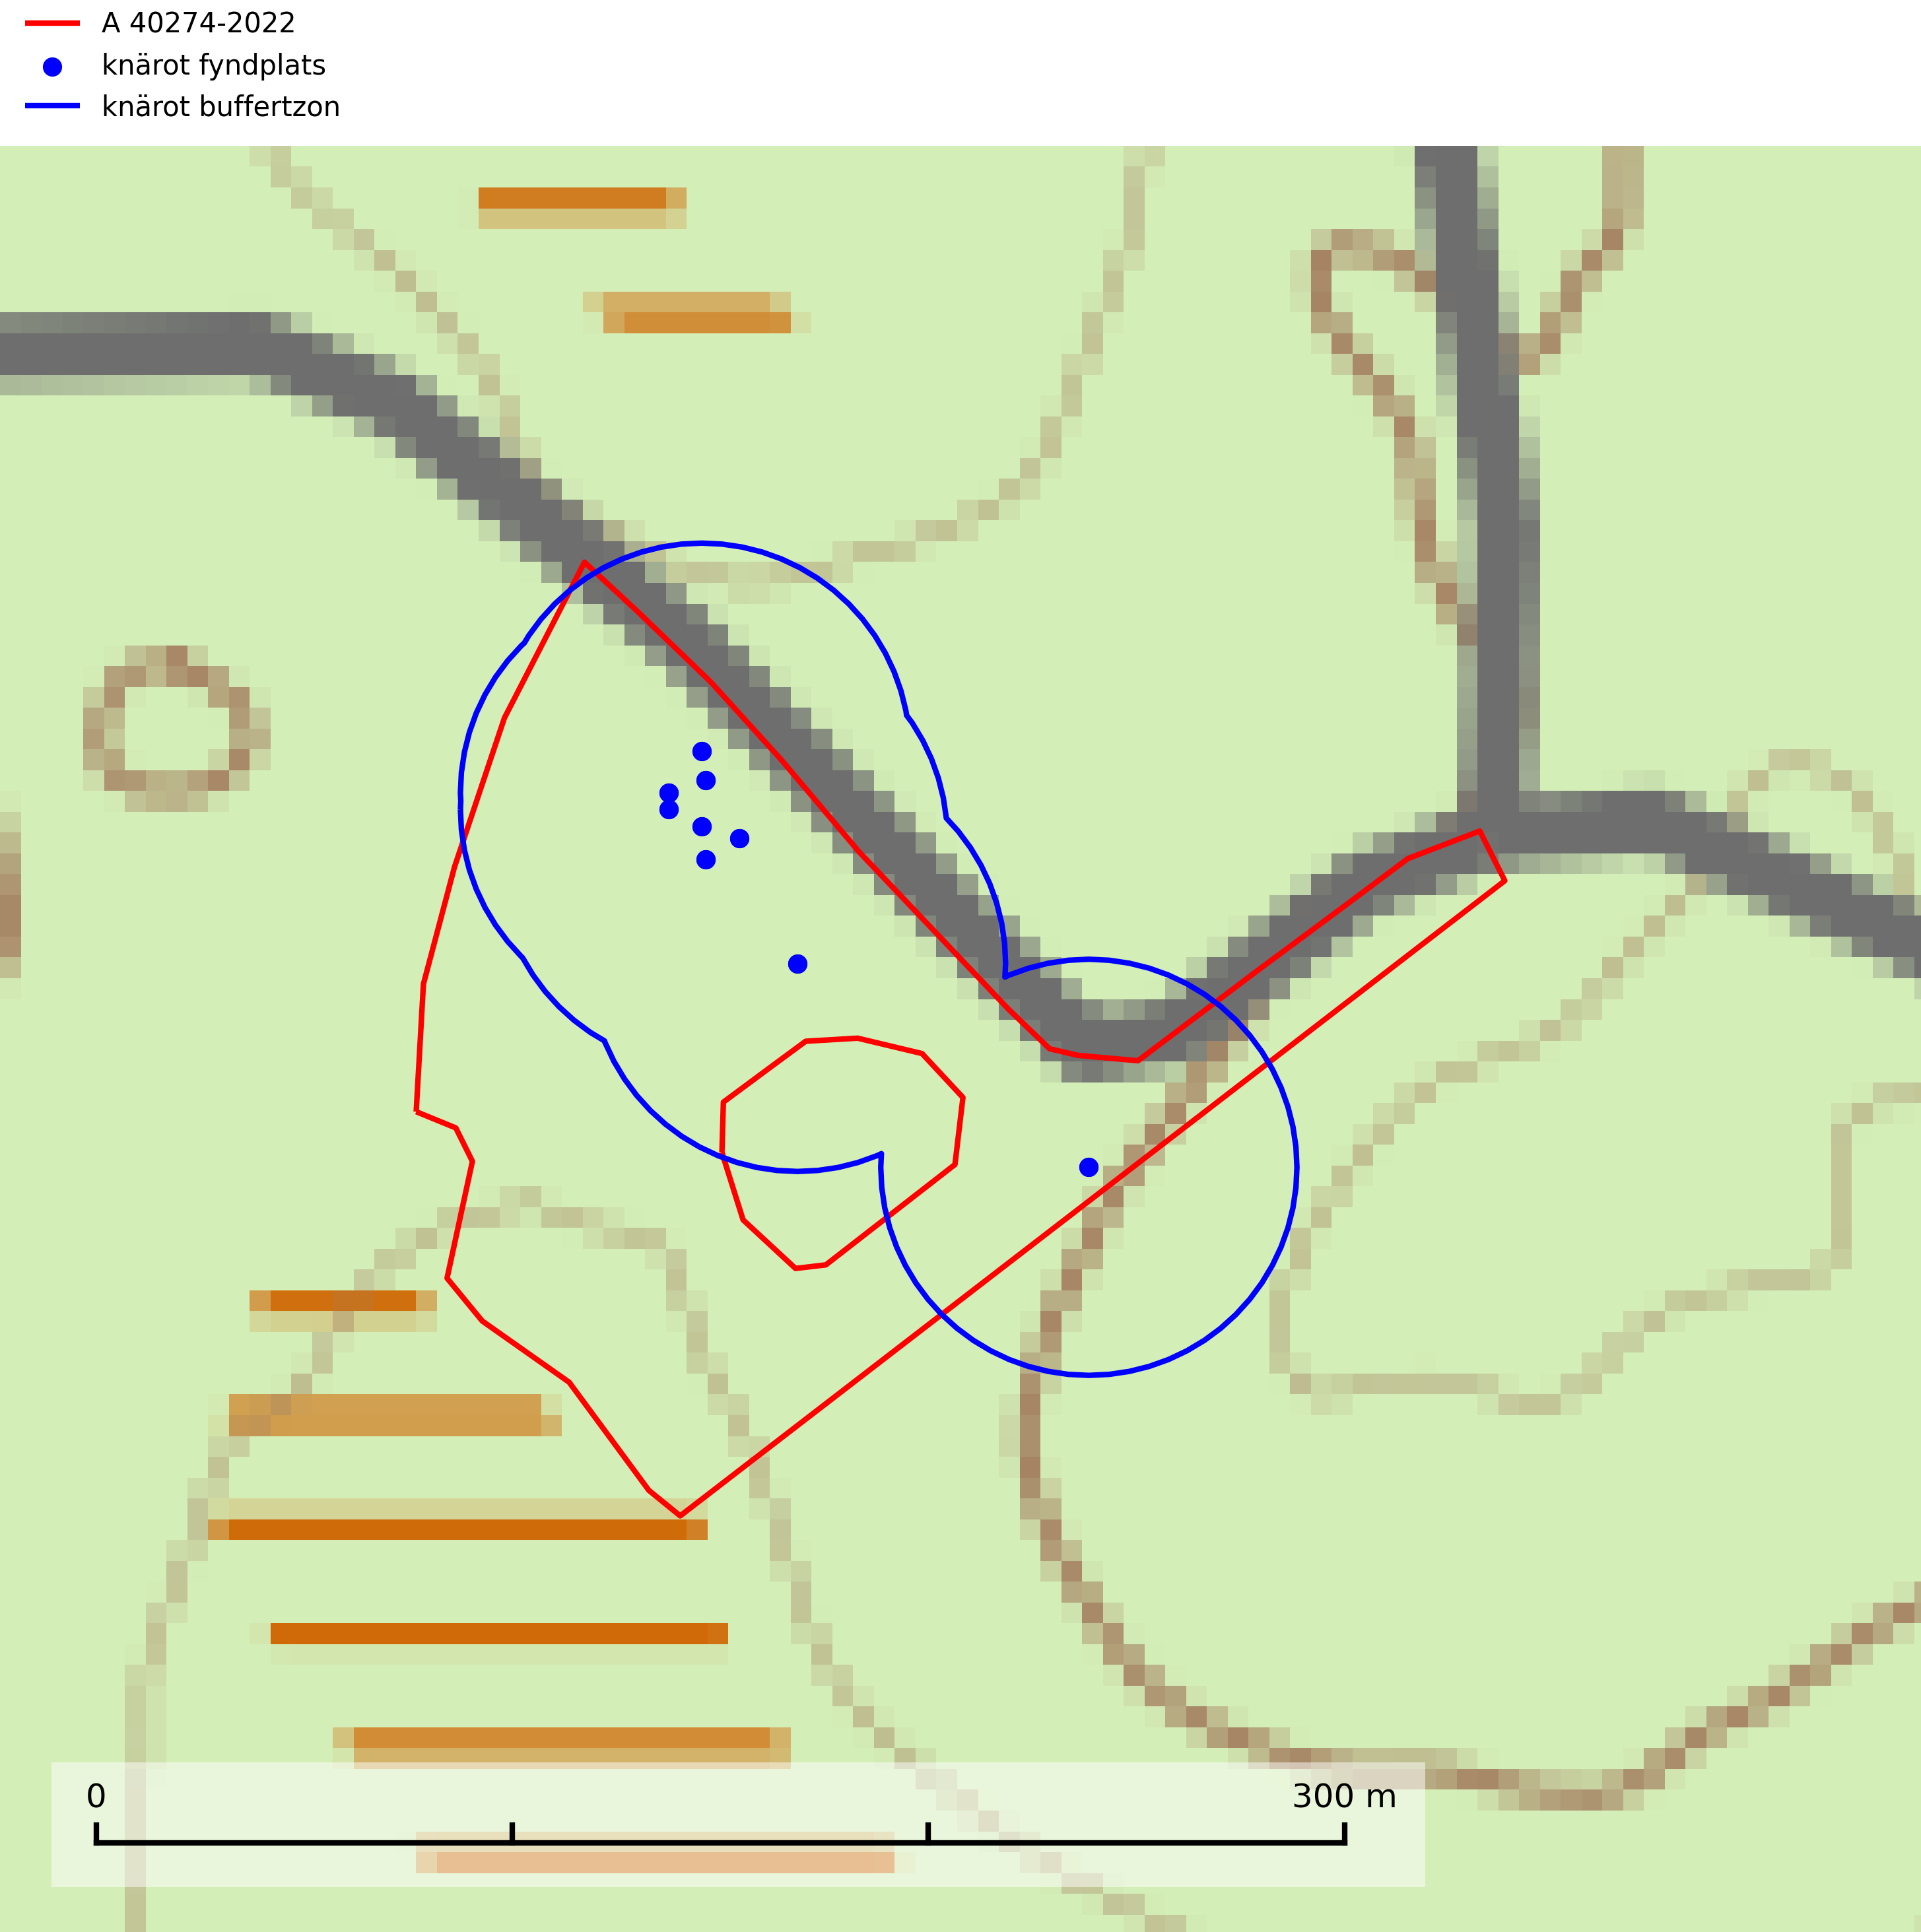 A 40274-2022
knärot fyndplats
knärot buffertzon
0 300 m